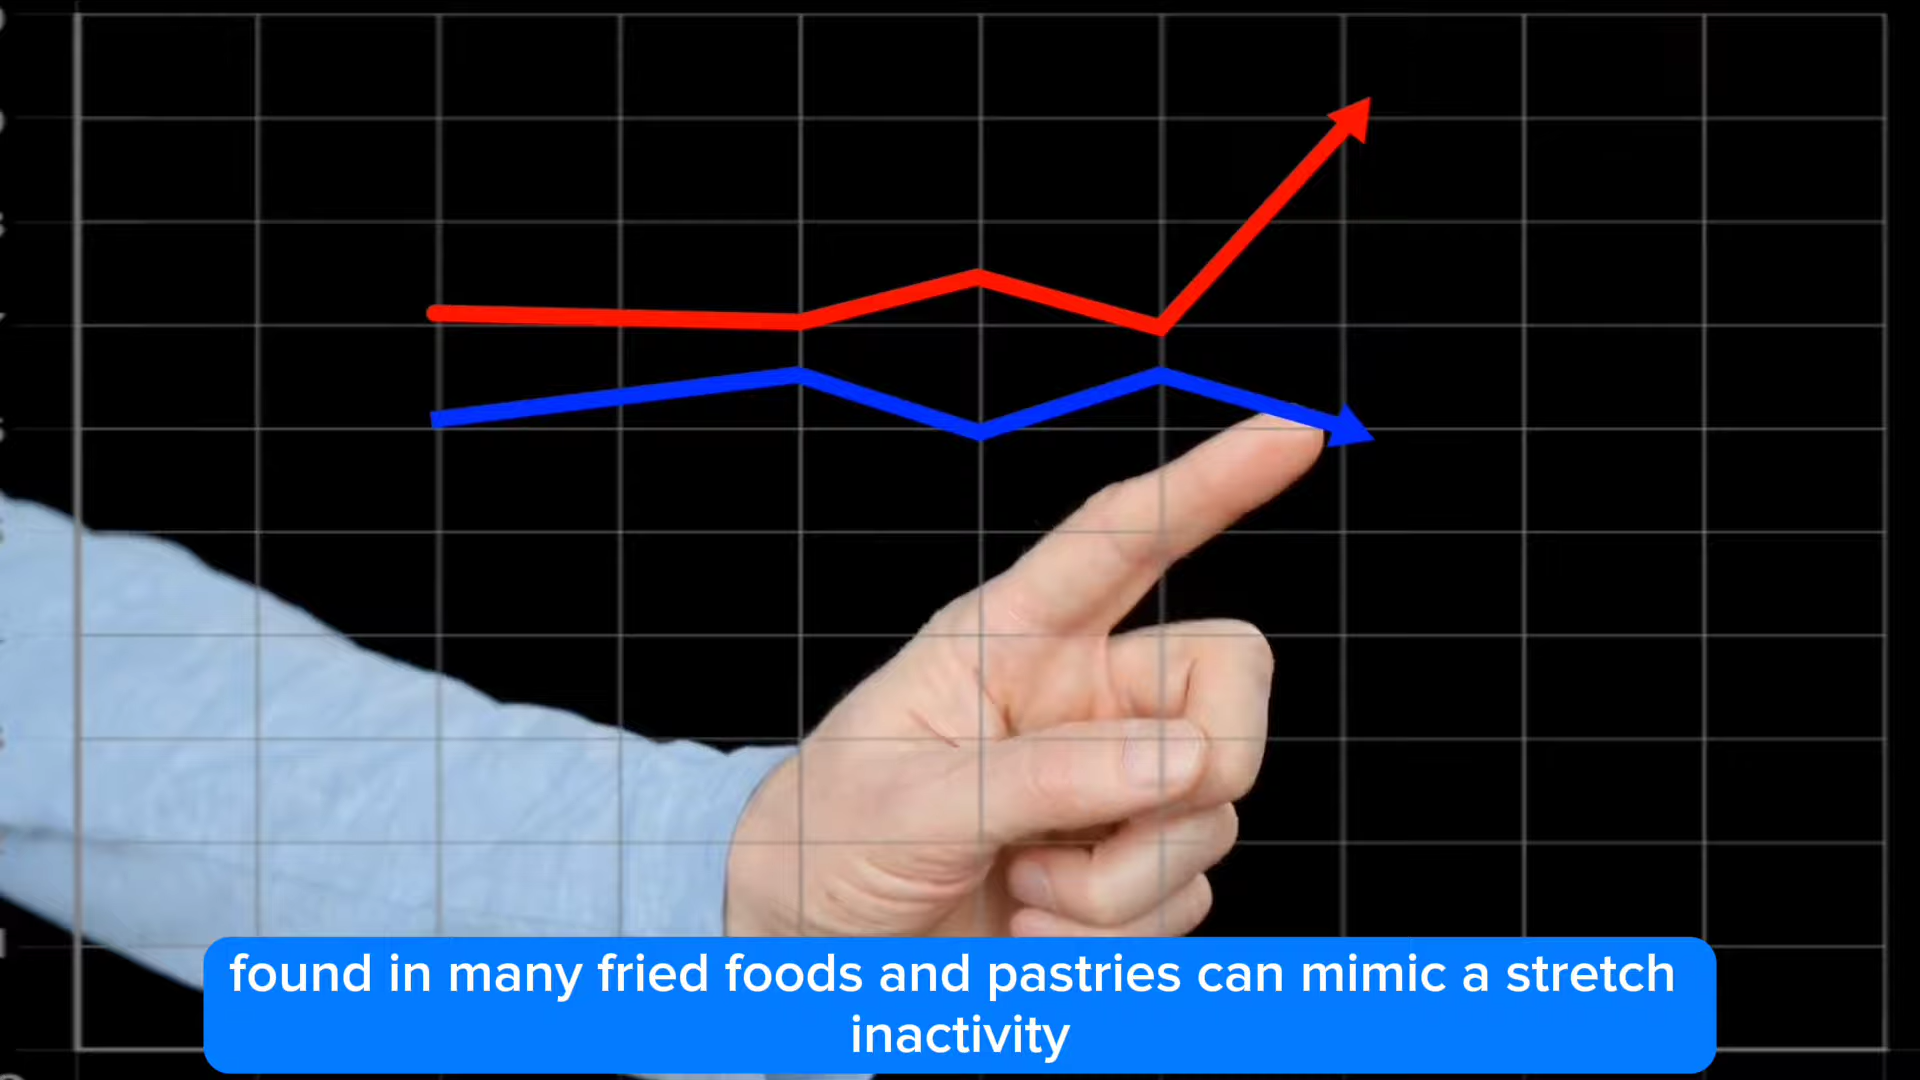 found in many fried foods and pastries can mimic a stretch
inactivity